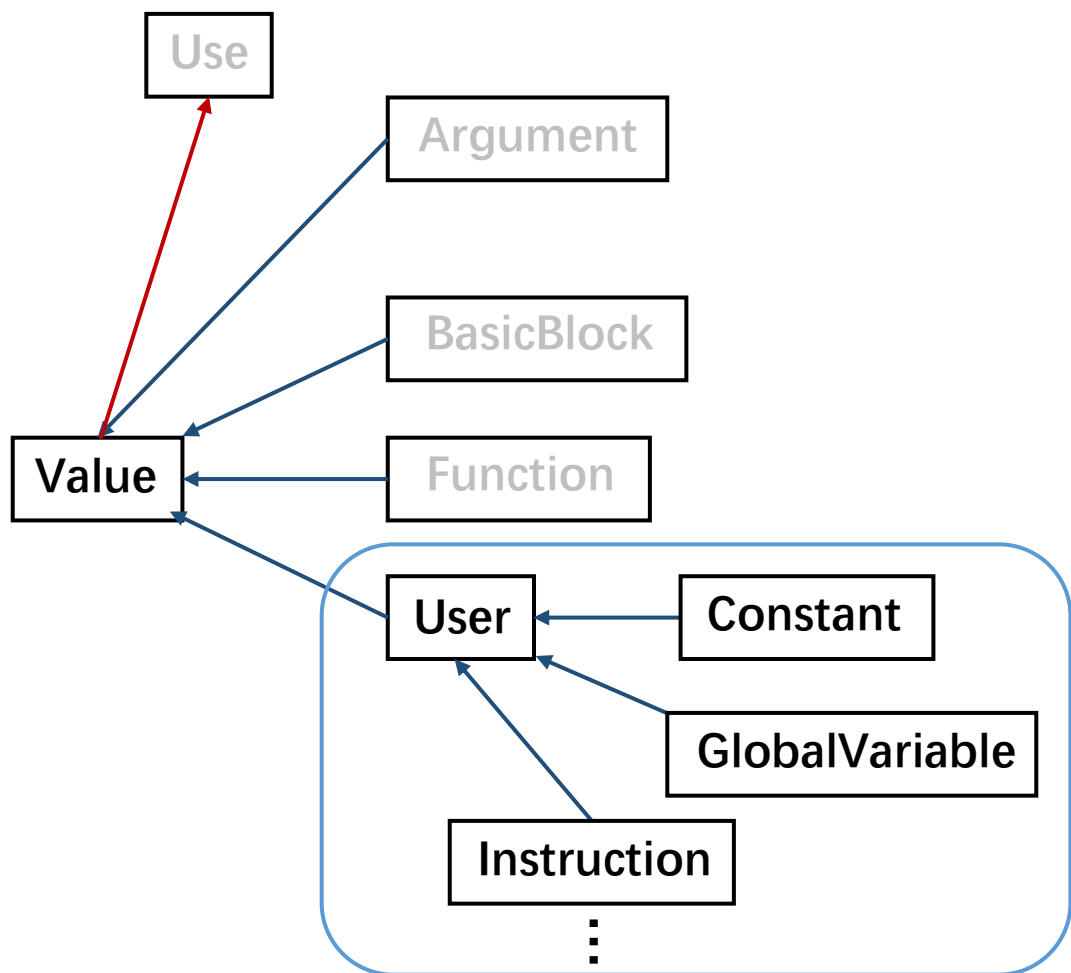 Use
Argument
BasicBlock
Value
Function
User
Constant
GlobalVariable
Instruction
⋮